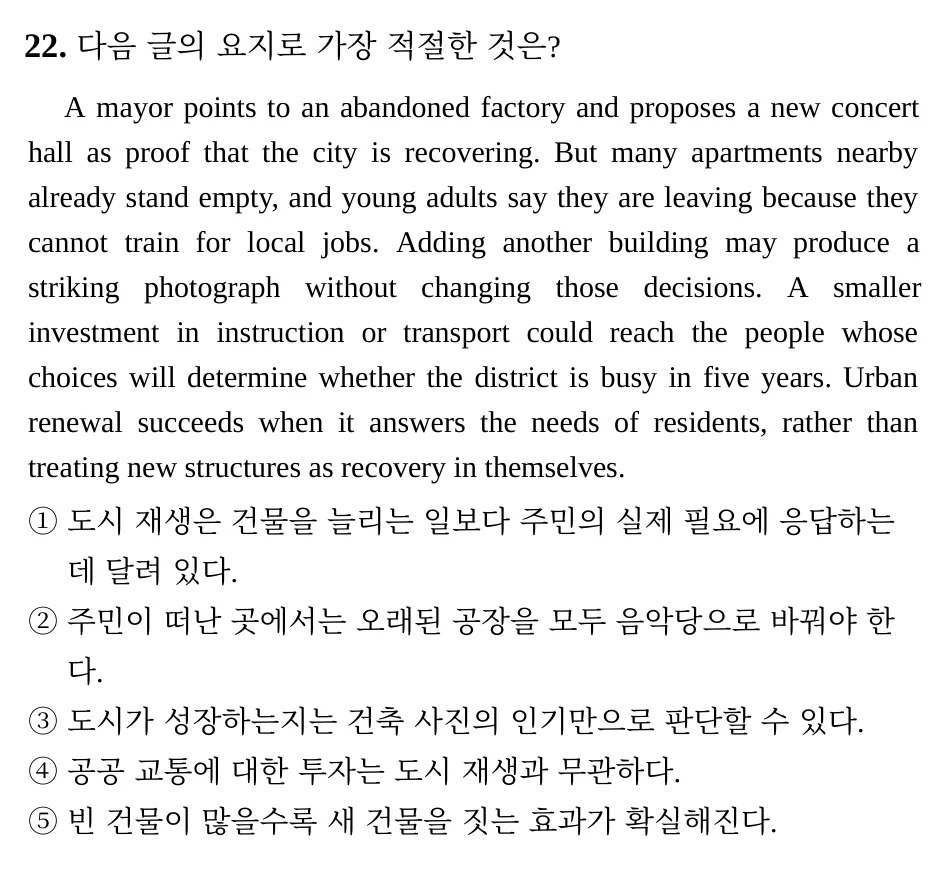 22. 다음 글의 요지로 가장 적절한 것은?
A mayor points to an abandoned factory and proposes a new concert
hall as proof that the city is recovering. But many apartments nearby
already stand empty, and young adults say they are leaving because they
cannot train for local jobs. Adding another building may produce a
striking photograph without changing those decisions. A smaller
investment in instruction or transport could reach the people whose
choices will determine whether the district is busy in five years. Urban
renewal succeeds when it answers the needs of residents, rather than
treating new structures as recovery in themselves.
① 도시 재생은 건물을 늘리는 일보다 주민의 실제 필요에 응답하는
데 달려 있다.
② 주민이 떠난 곳에서는 오래된 공장을 모두 음악당으로 바꿔야 한
다.
③ 도시가 성장하는지는 건축 사진의 인기만으로 판단할 수 있다.
④ 공공 교통에 대한 투자는 도시 재생과 무관하다.
⑤ 빈 건물이 많을수록 새 건물을 짓는 효과가 확실해진다.